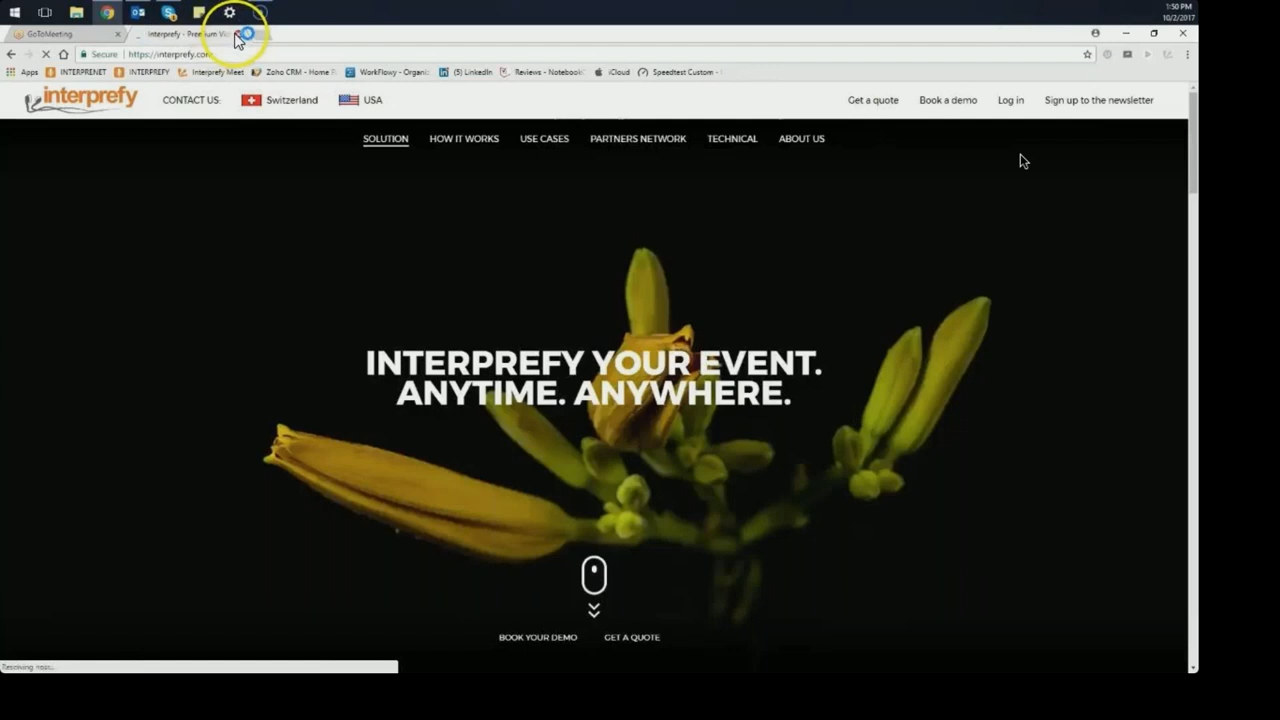 1:50 PM
10/2/2017
GoToMeeting
Interprefy - Premium
Secure
https://interprefy.com
Apps
INTERPRENET
INTERPREFY
Interprefy Meet
Zoho CRM - Home
WorkFlowy - Organi
(5) LinkedIn
Reviews - Notebook
iCloud
Speedtest Custom -
interprefy
CONTACT US:
Switzerland
USA
Get a quote
Book a demo
Log in
Sign up to the newsletter
SOLUTION
HOW IT WORKS
USE CASES
PARTNERS NETWORK
TECHNICAL
ABOUT US
INTERPREFY YOUR EVENT.
ANYTIME. ANYWHERE.
BOOK YOUR DEMO
GET A QUOTE
Resolving